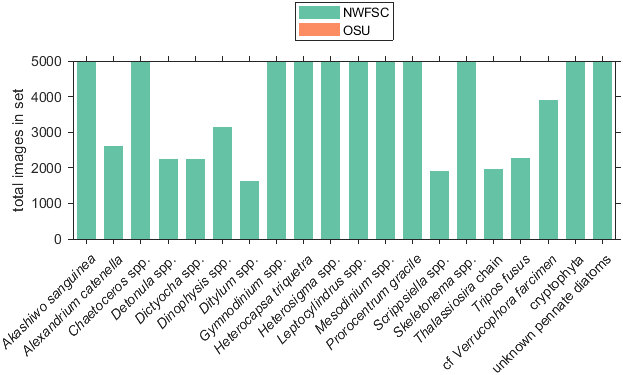 NWFSC
OSU
total images in set
5000
4000
3000
2000
1000
0
Akashiwo sanguinea
Alexandrium catenella
Chaetoceros spp.
Detonula spp.
Dictyocha spp.
Dinophysis spp.
Ditylum spp.
Gymnodinium spp.
Heterocapsa triquetra
Heterosigma spp.
Leptocylindrus spp.
Mesodinium spp.
Prorocentrum gracile
Scrippsiella spp.
Skeletonema spp.
Thalassiosira chain
Tripos fusus
cf Verrucophora farcimen
cryptophyta
unknown pennate diatoms